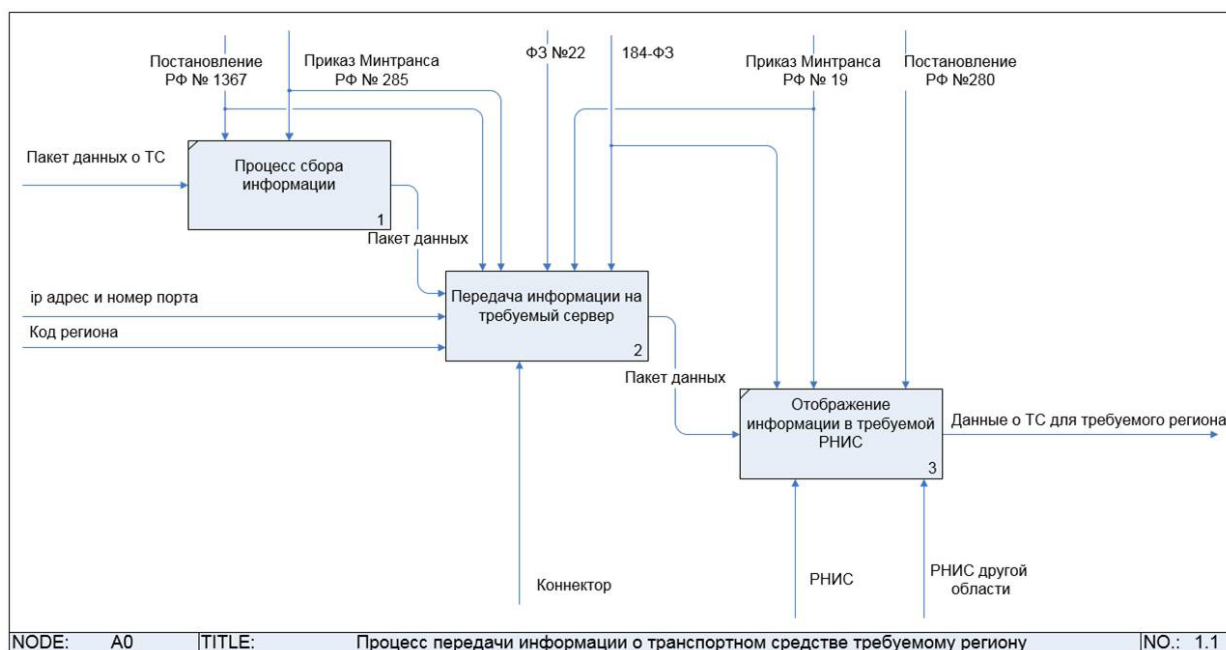 Постановление
РФ № 1367
Приказ Минтранса
РФ № 285
ФЗ №22
184-ФЗ
Приказ Минтранса
РФ № 19
Постановление
РФ №280
Пакет данных о ТС
Процесс сбора
информации
1
Пакет данных
ip адрес и номер порта
Код региона
Передача информации на
требуемый сервер
2
Пакет данных
Отображение
информации в требуемой
РНИС
3
Данные о ТС для требуемого региона
Коннектор
РНИС
РНИС другой
области
NODE: A0 TITLE: Процесс передачи информации о транспортном средстве требуемому региону NO.: 1.1